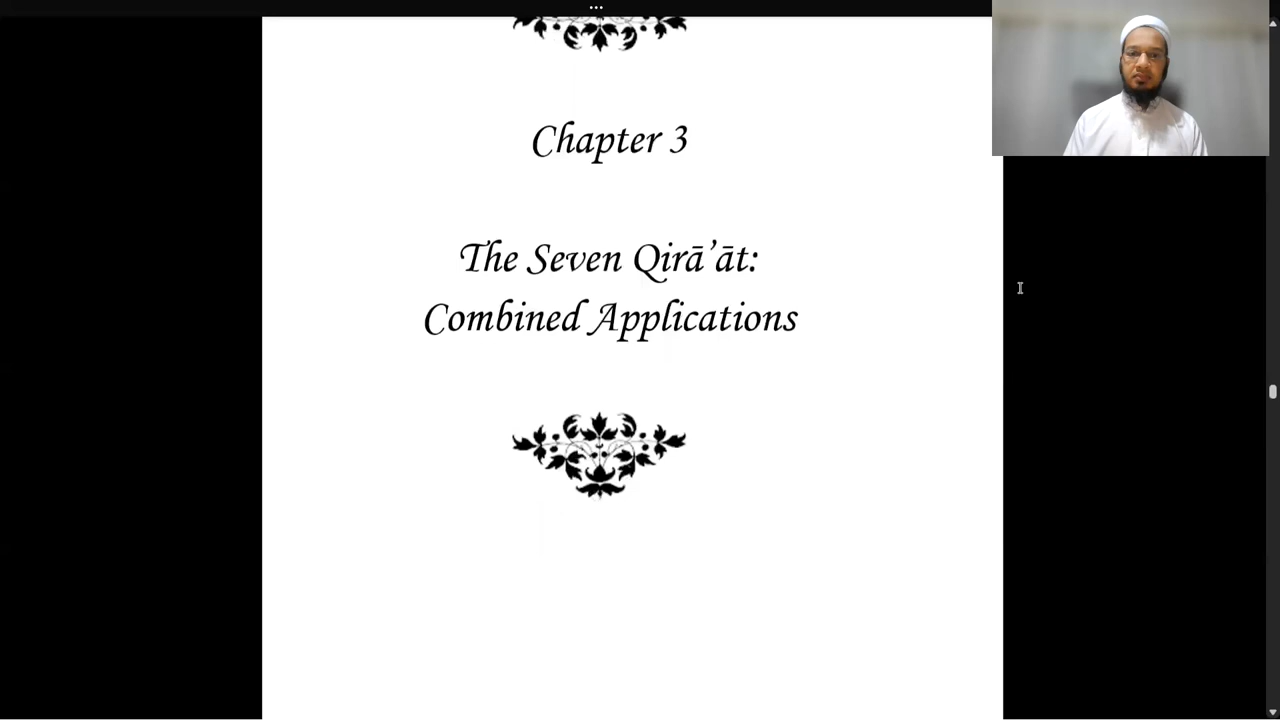 Chapter 3
The Seven Qirā’āt:
Combined Applications